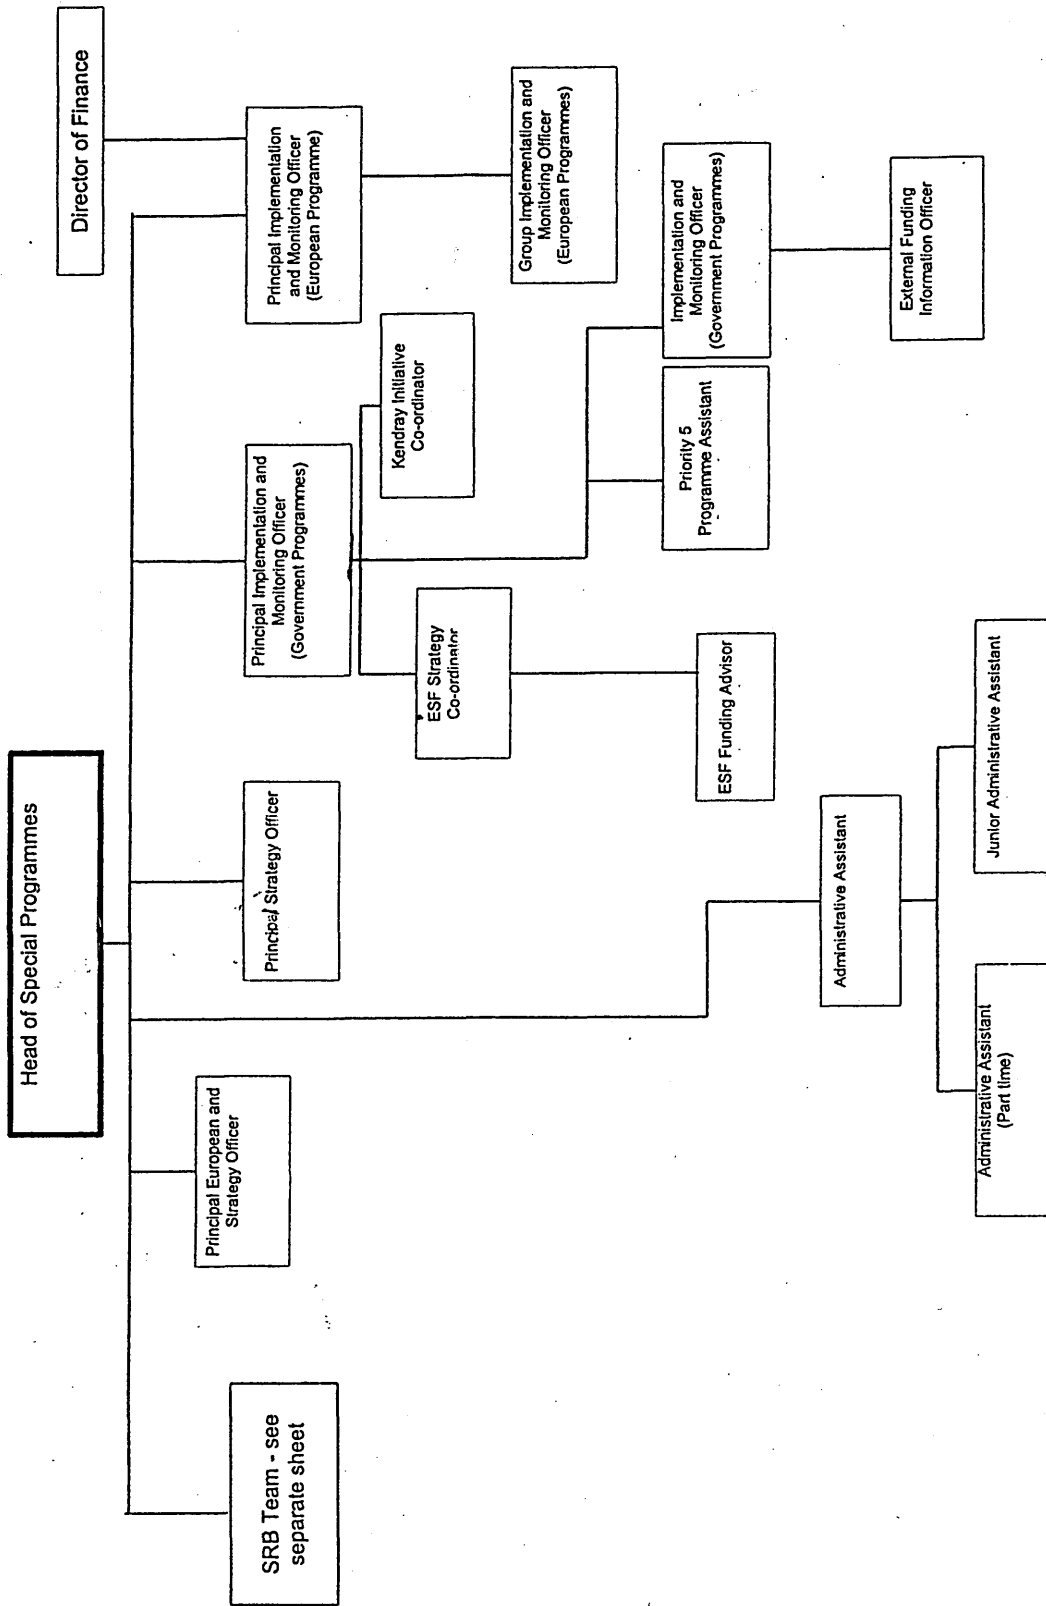 Director of Finance
Head of Special Programmes
Principal Implementation
and Monitoring Officer
(European Programme)
Principal Implementation and
Monitoring Officer
(Government Programmes)
Principal Strategy Officer
Principal European and
Strategy Officer
SRB Team - see
separate sheet
Group Implementation and
Monitoring Officer
(European Programmes)
Kendray Initiative
Co-ordinator
ESF Strategy
Co-ordinator
Implementation and
Monitoring Officer
(Government Programmes)
Priority 5
Programme Assistant
ESF Funding Advisor
External Funding
Information Officer
Administrative Assistant
Administrative Assistant
(Part time)
Junior Administrative Assistant